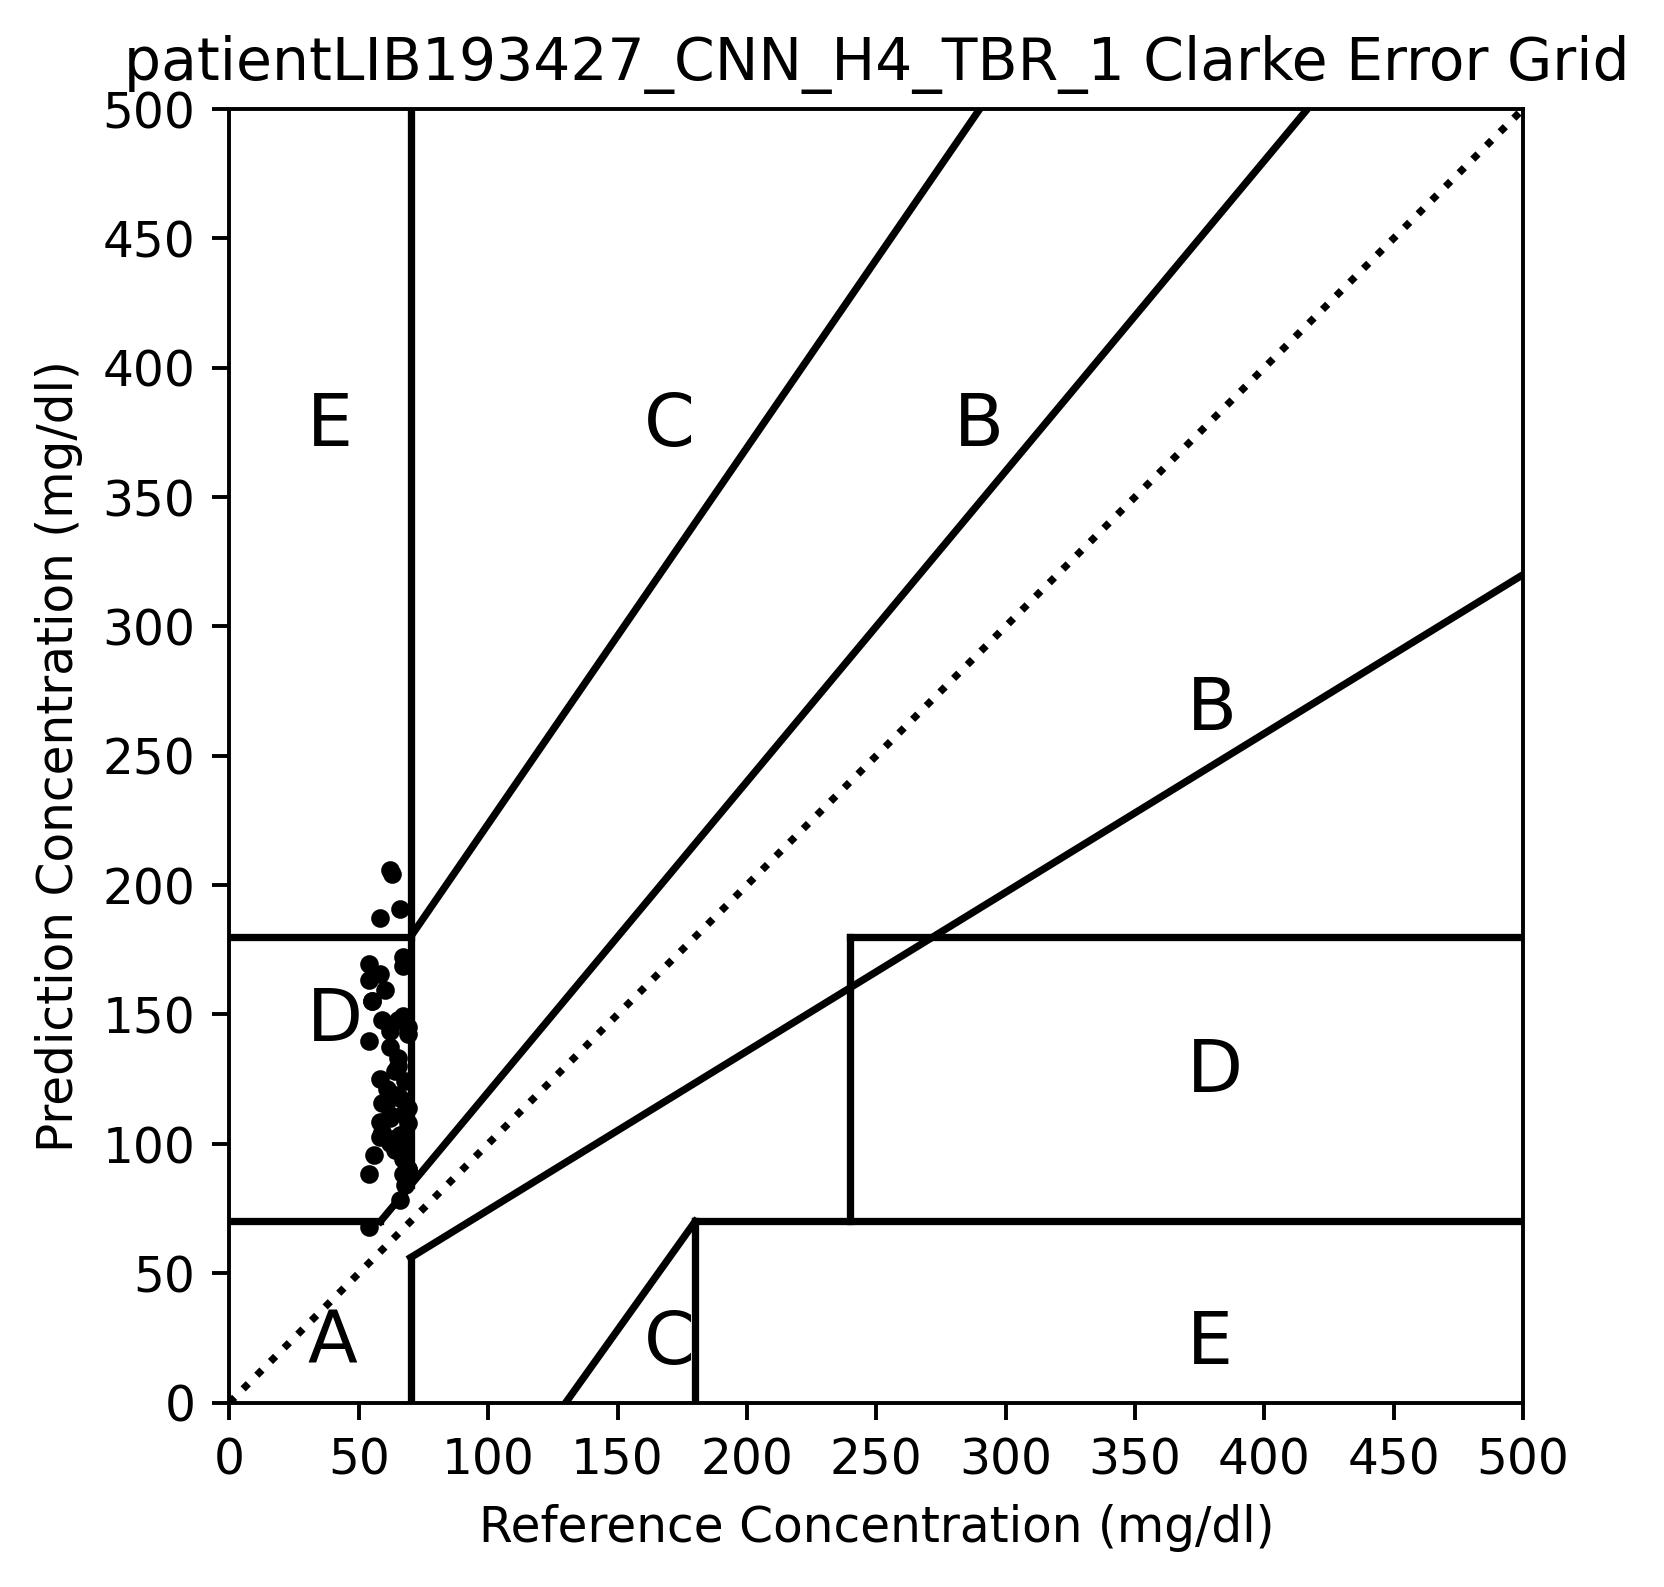 patientLIB193427_CNN_H4_TBR_1 Clarke Error Grid
500
450
400
350
300
250
200
150
100
50
0
Prediction Concentration (mg/dl)
E
C
B
B
D
D
A
C
E
0 50 100 150 200 250 300 350 400 450 500
Reference Concentration (mg/dl)